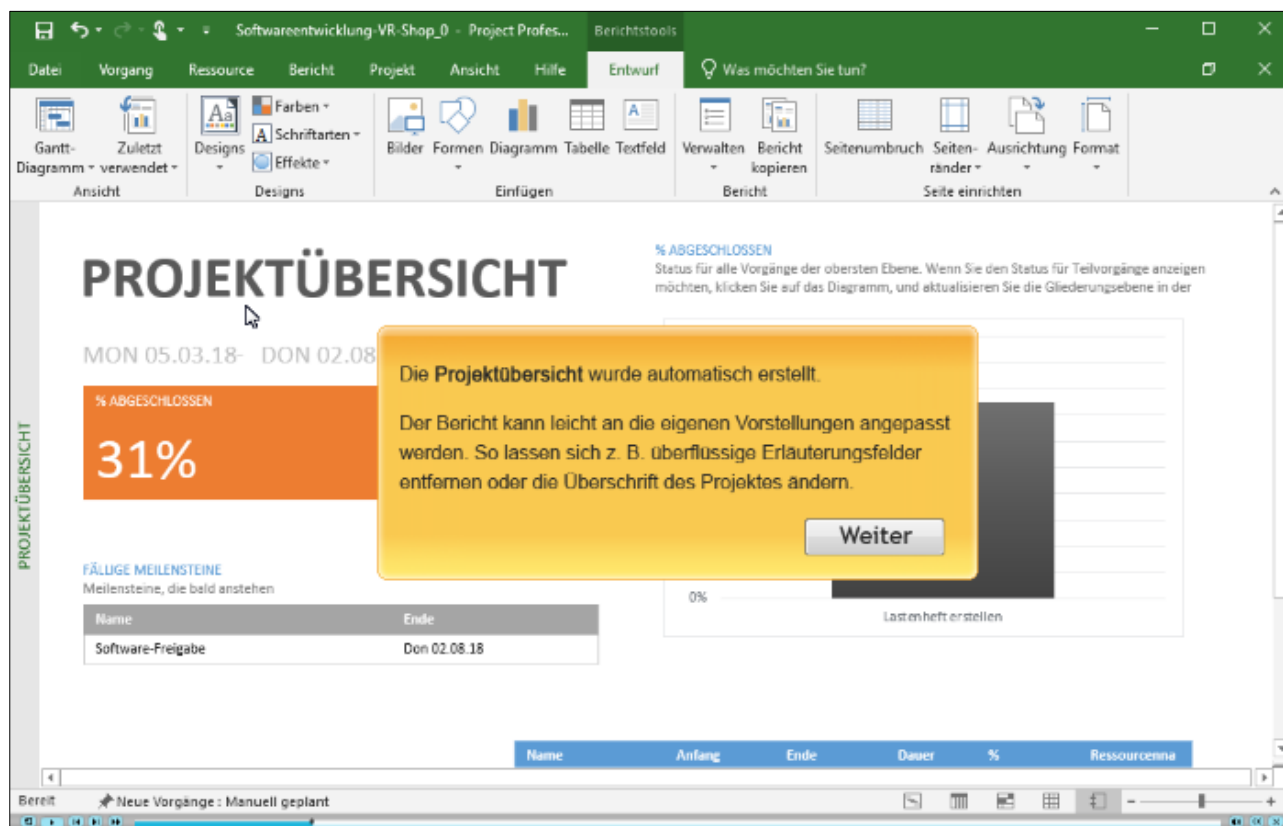 Softwareentwicklung-VR-Shop_0 - Project Profes...
Berichtstools
Datei Vorgang Ressource Bericht Projekt Ansicht Hilfe Entwurf Was möchten Sie tun?
Gantt-
Diagramm
Zuletzt
verwendet
Ansicht
Designs
Farben
Schriftarten
Effekte
Designs
Bilder Formen Diagramm Tabelle Textfeld
Einfügen
Verwalten
Bericht
kopieren
Bericht
Seitenumbruch
Seiten-
ränder
Ausrichtung
Format
Seite einrichten
PROJEKTÜBERSICHT
PROJEKTÜBERSICHT
MON 05.03.18- DON 02.08
% ABGESCHLOSSEN
31%
FÄLLIGE MEILENSTEINE
Meilensteine, die bald anstehen
Name Ende
Software-Freigabe Don 02.08.18
% ABGESCHLOSSEN
Status für alle Vorgänge der obersten Ebene. Wenn Sie den Status für Teilvorgänge anzeigen
möchten, klicken Sie auf das Diagramm, und aktualisieren Sie die Gliederungsebene in der
Die Projektübersicht wurde automatisch erstellt.
Der Bericht kann leicht an die eigenen Vorstellungen angepasst
werden. So lassen sich z. B. überflüssige Erläuterungsfelder
entfernen oder die Überschrift des Projektes ändern.
Weiter
0%
Lastenheft erstellen
Name Anfang Ende Dauer % Ressourcenna
Bereit Neue Vorgänge : Manuell geplant